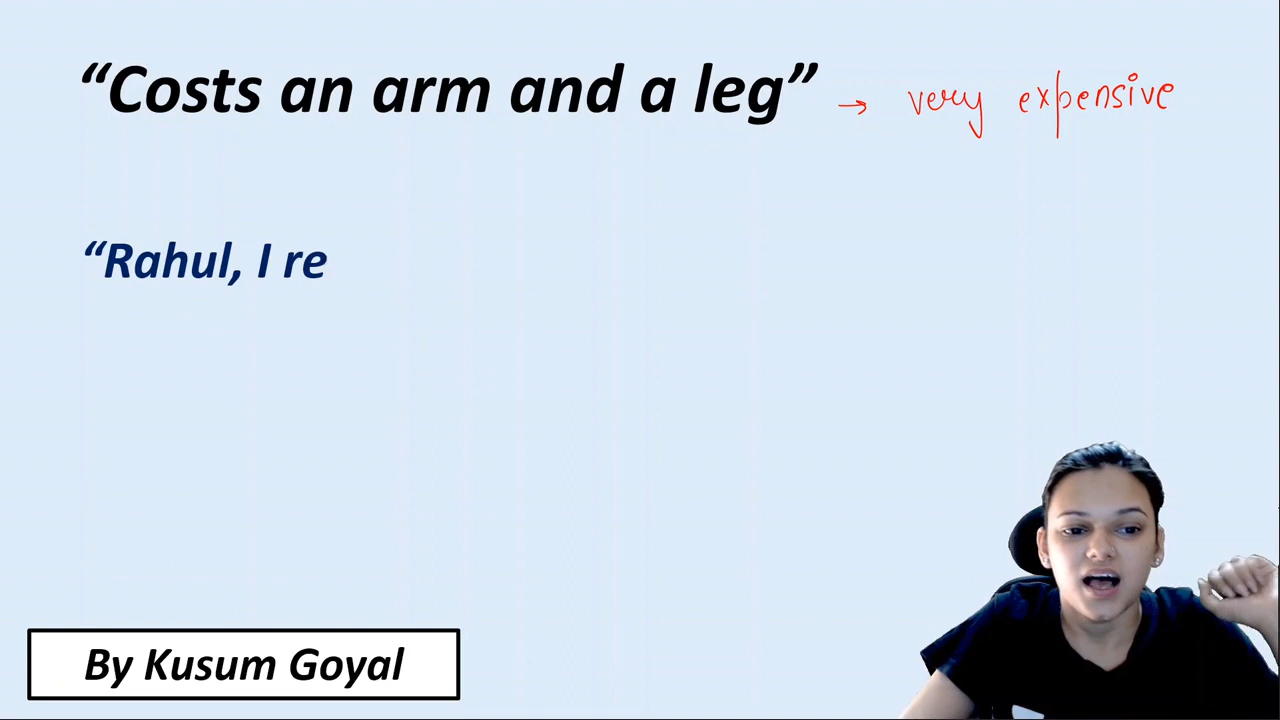 “Costs an arm and a leg” → very expensive
“Rahul, I re
By Kusum Goyal